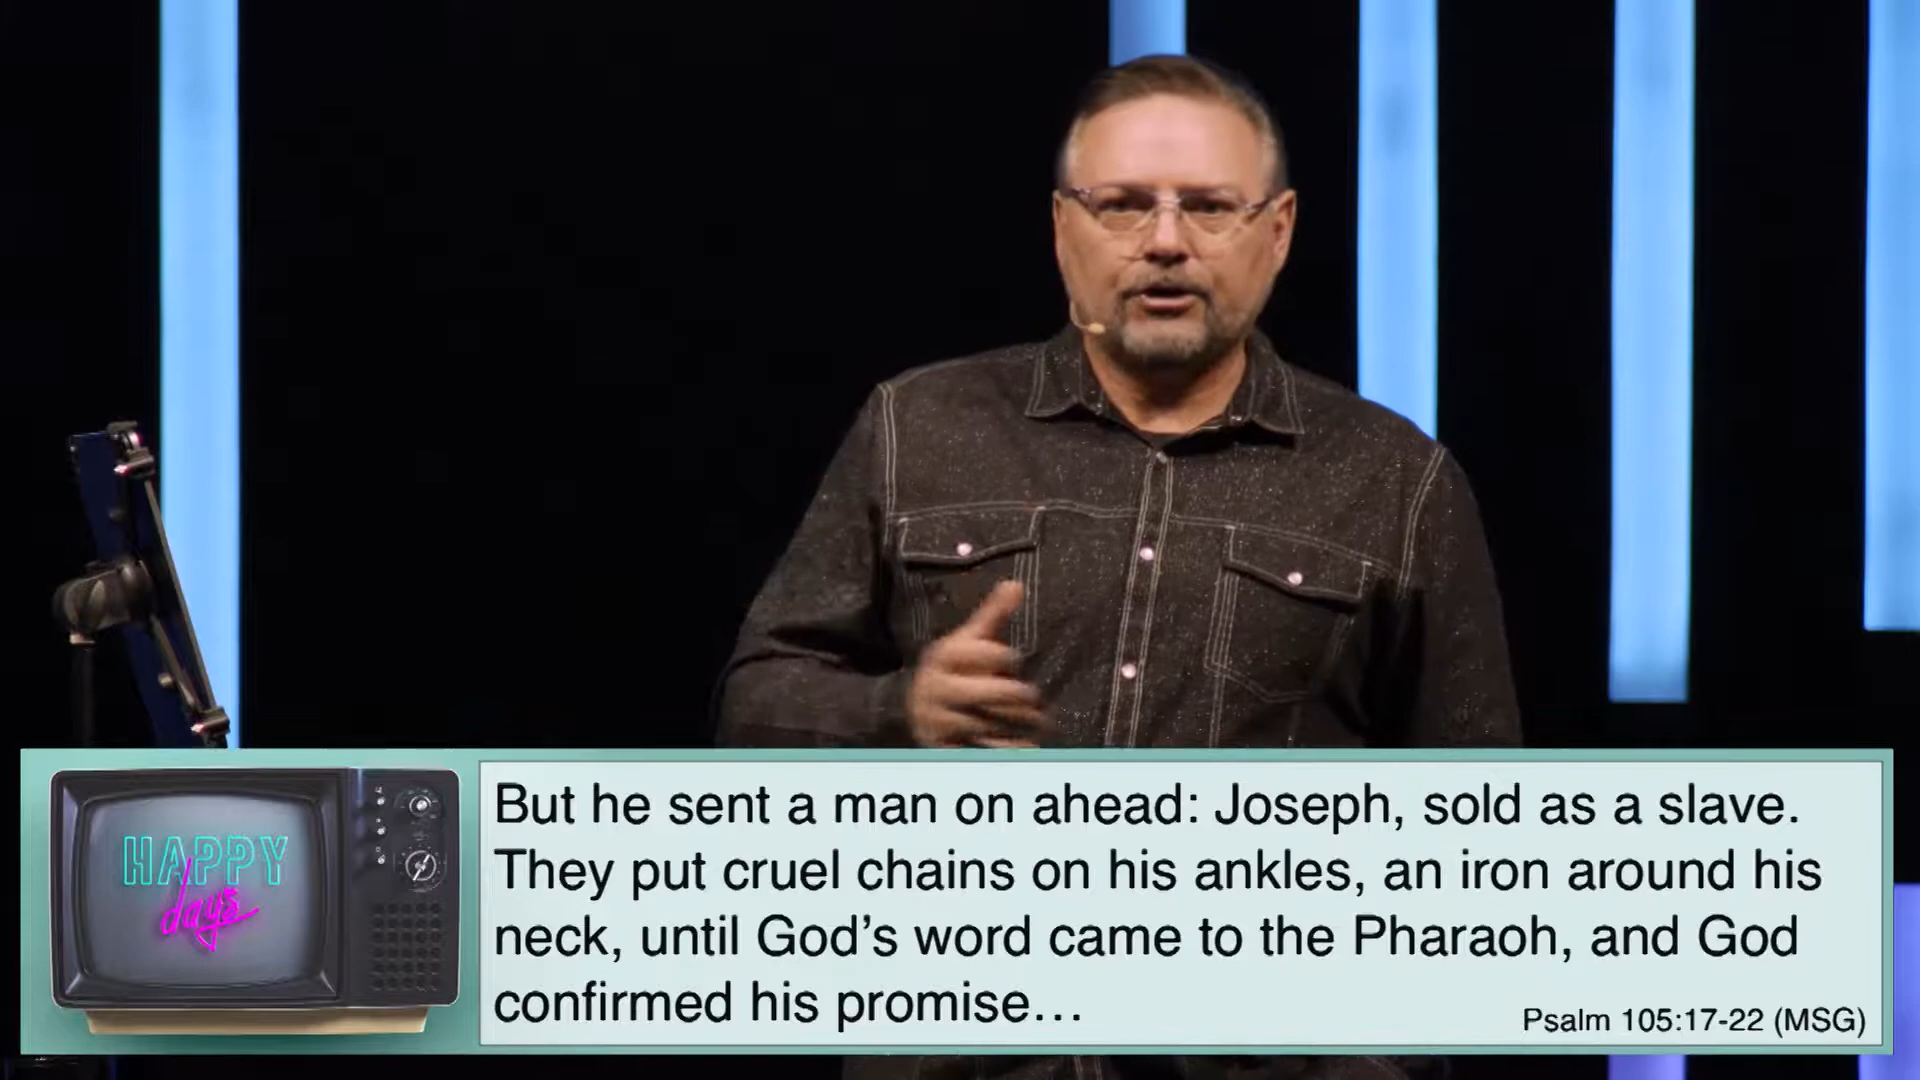 HAPPY
days
But he sent a man on ahead: Joseph, sold as a slave.
They put cruel chains on his ankles, an iron around his
neck, until God’s word came to the Pharaoh, and God
confirmed his promise…
Psalm 105:17-22 (MSG)